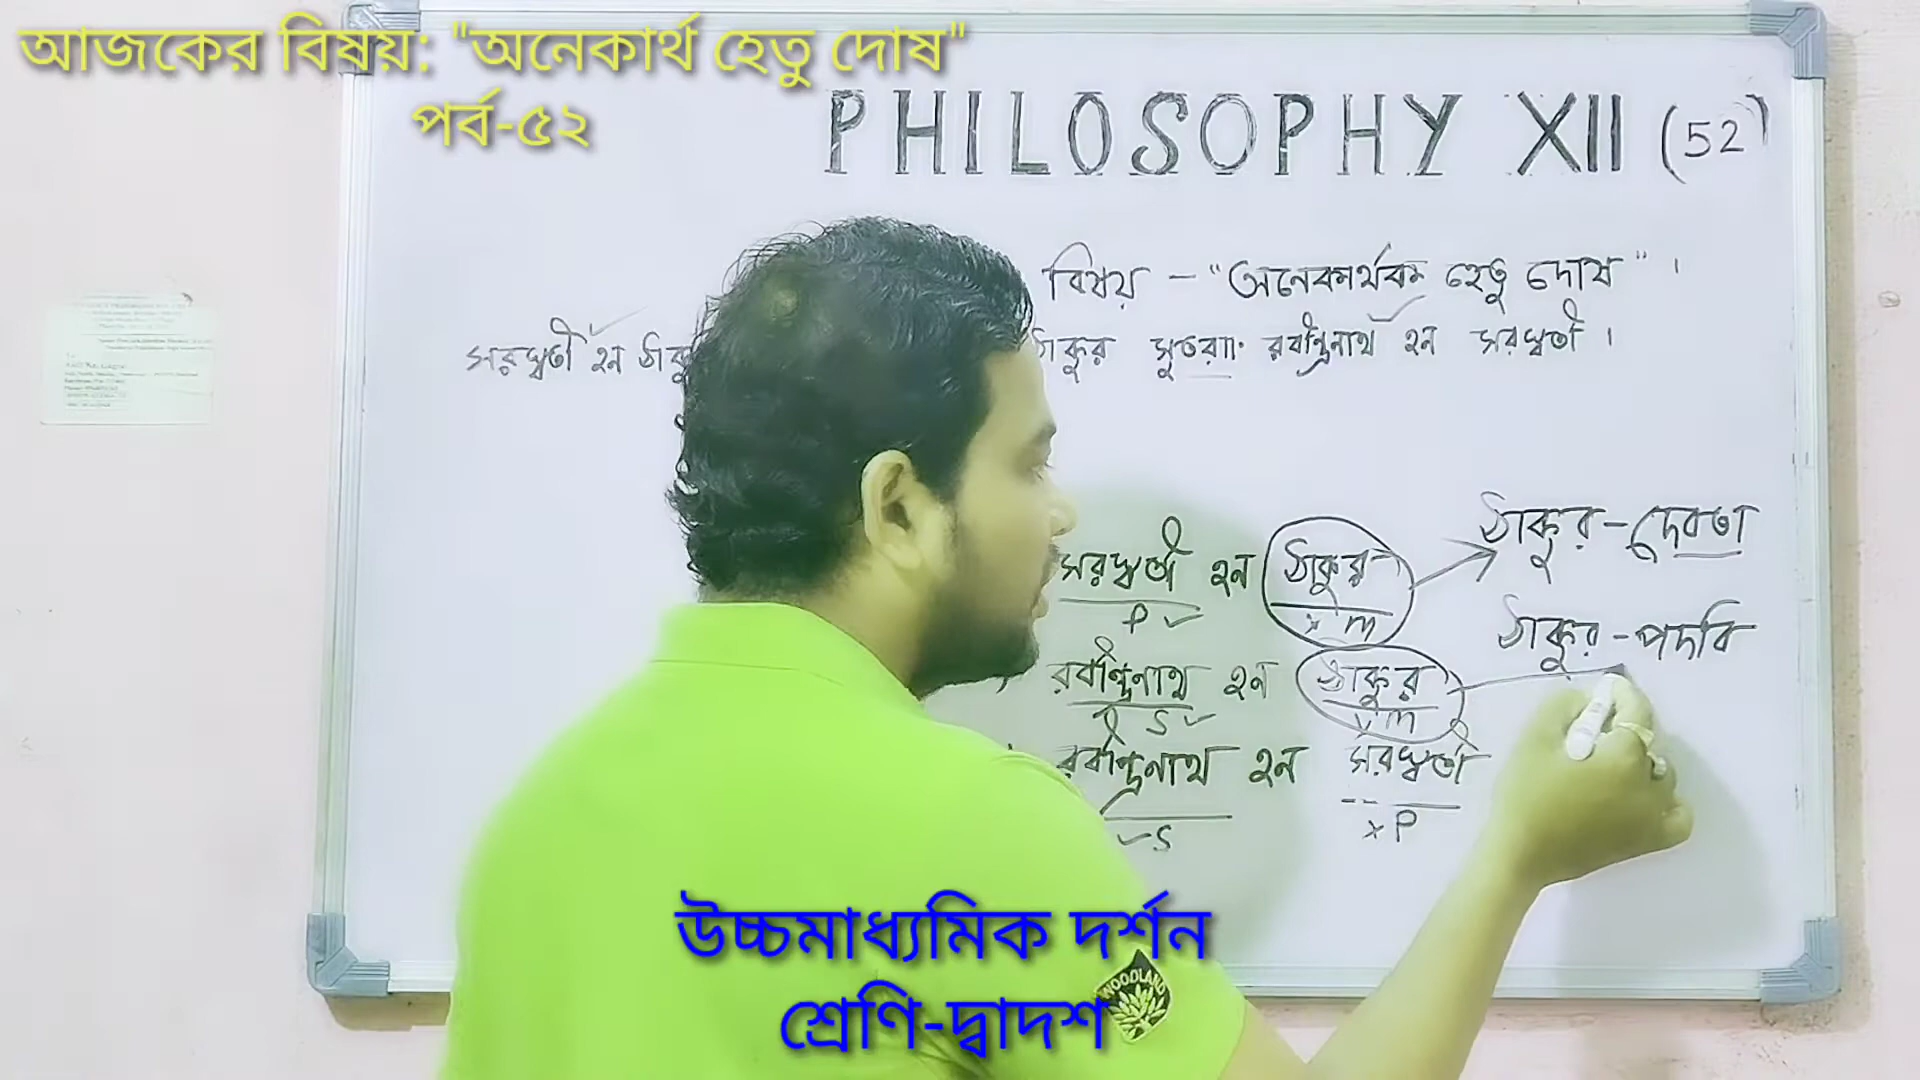 আজকের বিষয়: "অনেকার্থ হেতু দোষ"
পর্ব-৫২
PHILOSOPHY XII (52)
বিষয় - "অনেকার্থক হেতু দোষ"।
সরস্বতী হন ঠাকুর সুতরাং রবীন্দ্রনাথ হন সরস্বতী।
সরস্বতী হন ঠাকুর
P m
ঠাকুর-দেবতা
রবীন্দ্রনাথ হন ঠাকুর
S m
ঠাকুর-পদবি
রবীন্দ্রনাথ হন সরস্বতী
S P
উচ্চমাধ্যমিক দর্শন
শ্রেণি-দ্বাদশ
WOODLAND